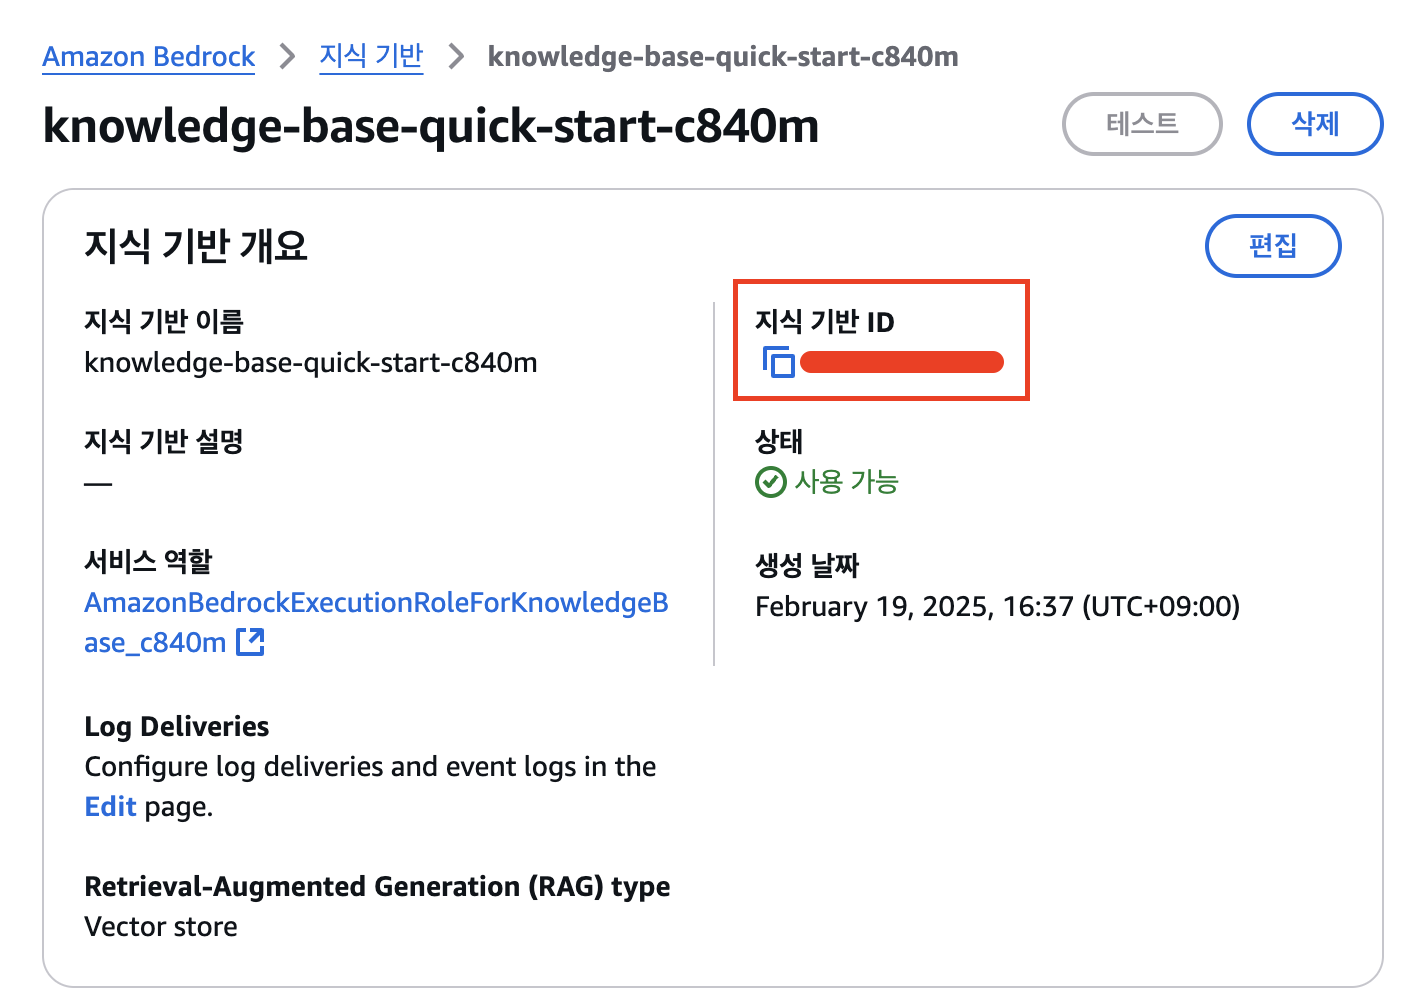 Amazon Bedrock > 지식 기반 > knowledge-base-quick-start-c840m
knowledge-base-quick-start-c840m
테스트
삭제
지식 기반 개요
편집
지식 기반 이름
knowledge-base-quick-start-c840m
지식 기반 설명
—
서비스 역할
AmazonBedrockExecutionRoleForKnowledgeB
ase_c840m
Log Deliveries
Configure log deliveries and event logs in the
Edit page.
Retrieval-Augmented Generation (RAG) type
Vector store
지식 기반 ID
상태
사용 가능
생성 날짜
February 19, 2025, 16:37 (UTC+09:00)